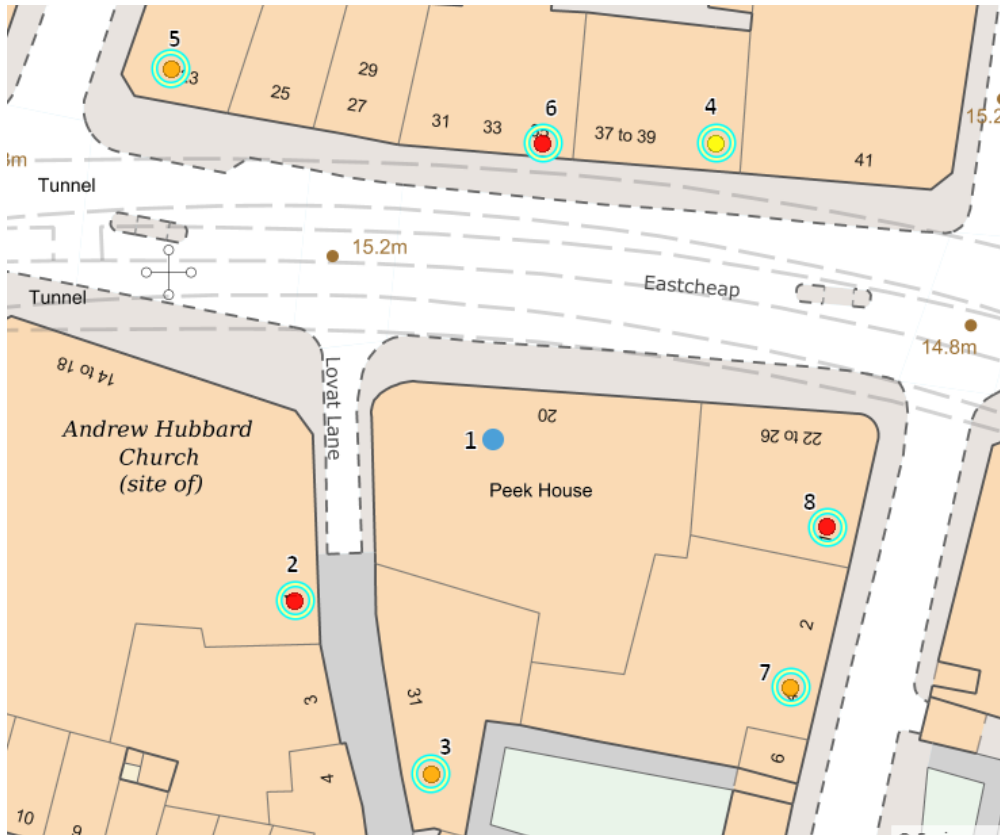 5
25
29
27
31
33
6
37 to 39
4
41
15.2
Tunnel
15.2m
Eastcheap
Tunnel
14.8m
14 to 18
Lovat Lane
Andrew Hubbard
Church
(site of)
1
20
22 to 26
Peek House
8
2
2
7
3
31
3
4
6
10
9